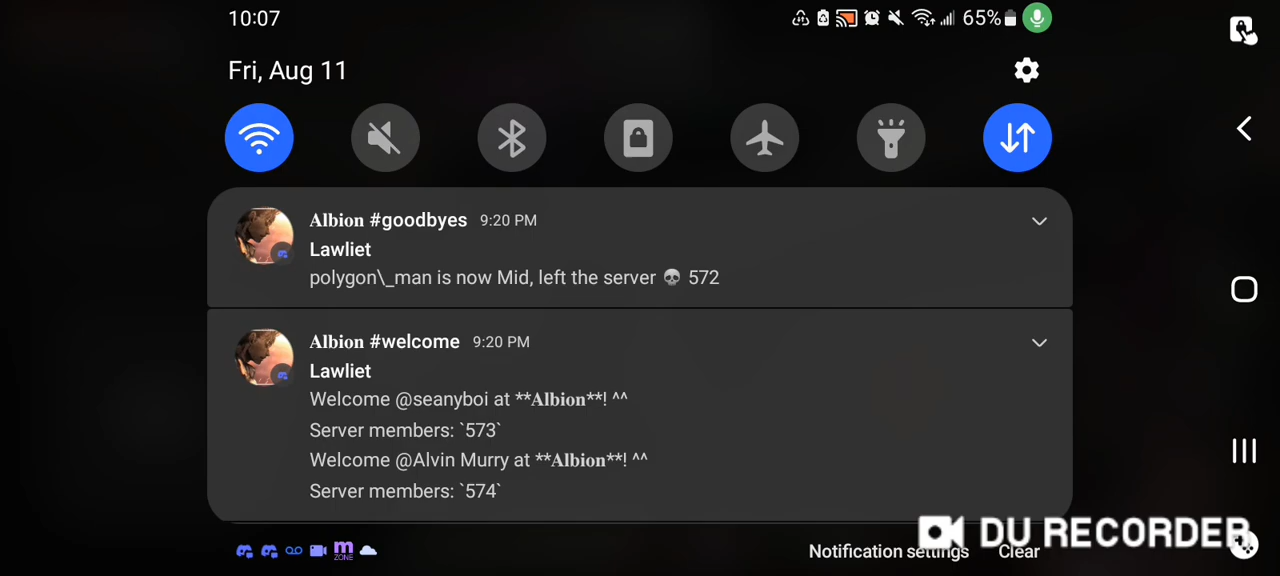 10:07
65%
Fri, Aug 11
𝐀𝐥𝐛𝐢𝐨𝐧 #goodbyes 9:20 PM
Lawliet
polygon\_man is now Mid, left the server 💀 572
𝐀𝐥𝐛𝐢𝐨𝐧 #welcome 9:20 PM
Lawliet
Welcome @seanyboi at **𝐀𝐥𝐛𝐢𝐨𝐧**! ^^
Server members: `573`
Welcome @Alvin Murry at **𝐀𝐥𝐛𝐢𝐨𝐧**! ^^
Server members: `574`
m ZONE
Notification settings
Clear
DU RECORDER